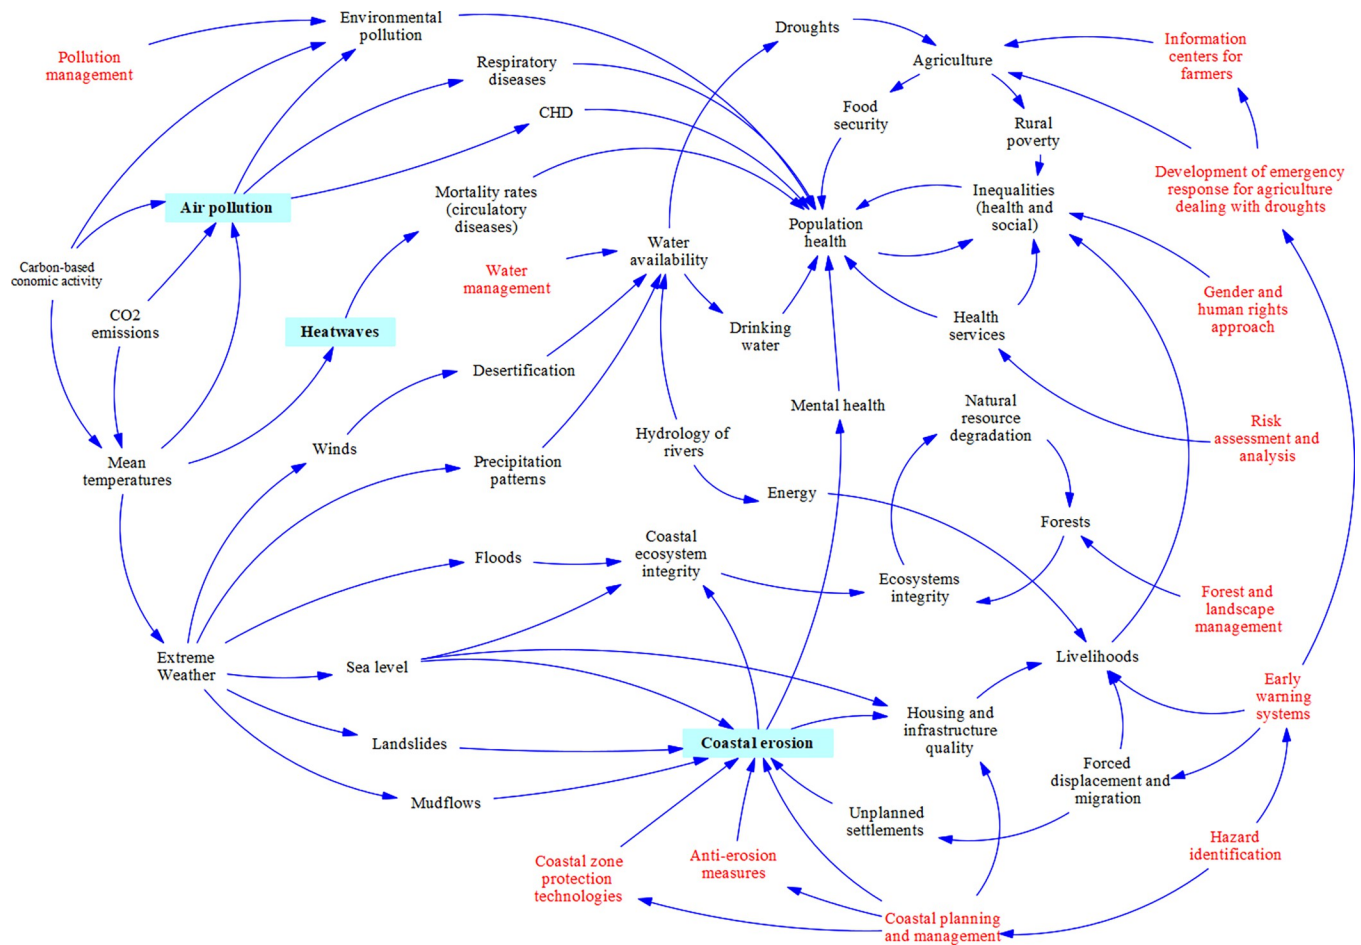 Environmental
pollution
Droughts
Pollution
management
Information
centers for
farmers
Respiratory
diseases
Agriculture
CHD
Food
security
Rural
poverty
Development of emergency
response for agriculture
dealing with droughts
Air pollution
Mortality rates
(circulatory
diseases)
Inequalities
(health and
social)
Population
health
Water
availability
Water
management
Carbon-based
conomic activity
CO2
emissions
Heatwaves
Drinking
water
Health
services
Gender and
human rights
approach
Desertification
Mental health
Natural
resource
degradation
Risk
assessment and
analysis
Winds
Hydrology of
rivers
Mean
temperatures
Precipitation
patterns
Energy
Forests
Floods
Coastal
ecosystem
integrity
Ecosystems
integrity
Forest and
landscape
management
Extreme
Weather
Sea level
Livelihoods
Early
warning
systems
Landslides
Coastal erosion
Housing and
infrastructure
quality
Forced
displacement and
migration
Mudflows
Unplanned
settlements
Hazard
identification
Coastal zone
protection
technologies
Anti-erosion
measures
Coastal planning
and management